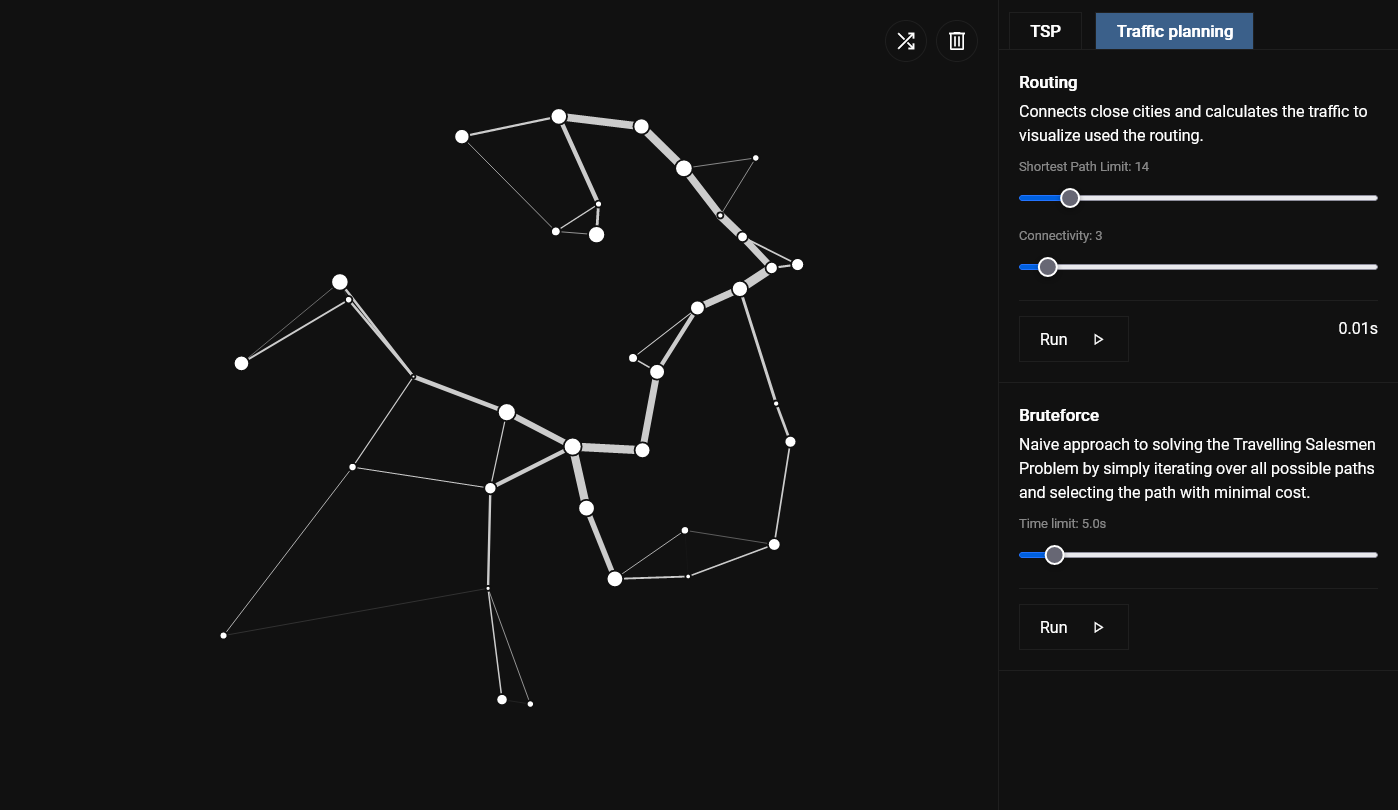 TSP
Traffic planning
Routing
Connects close cities and calculates the traffic to
visualize used the routing.
Shortest Path Limit: 14
Connectivity: 3
Run
0.01s
Bruteforce
Naive approach to solving the Travelling Salesmen
Problem by simply iterating over all possible paths
and selecting the path with minimal cost.
Time limit: 5.0s
Run